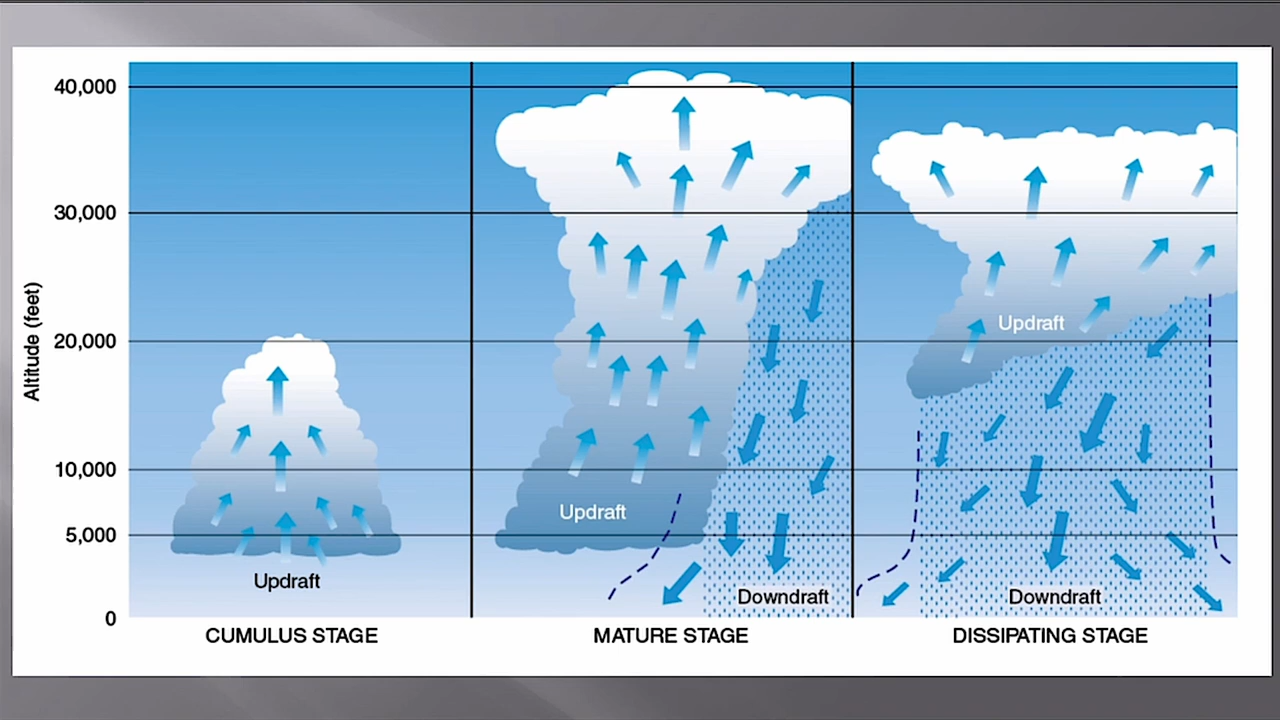 40,000
30,000
20,000
10,000
5,000
0
Altitude (feet)
Updraft
Updraft
Downdraft
Updraft
Downdraft
CUMULUS STAGE
MATURE STAGE
DISSIPATING STAGE